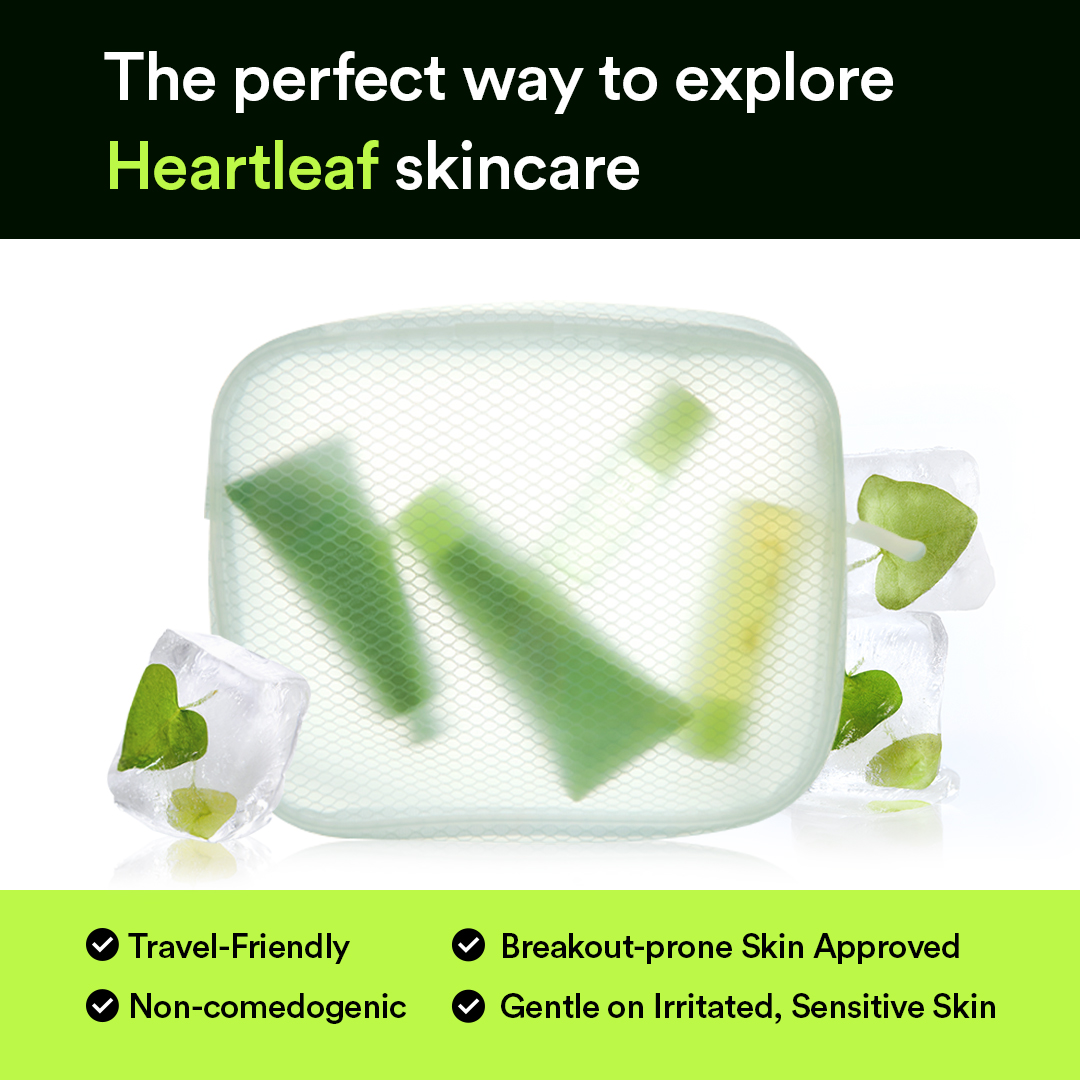 The perfect way to explore
Heartleaf skincare
Travel-Friendly
Breakout-prone Skin Approved
Non-comedogenic
Gentle on Irritated, Sensitive Skin